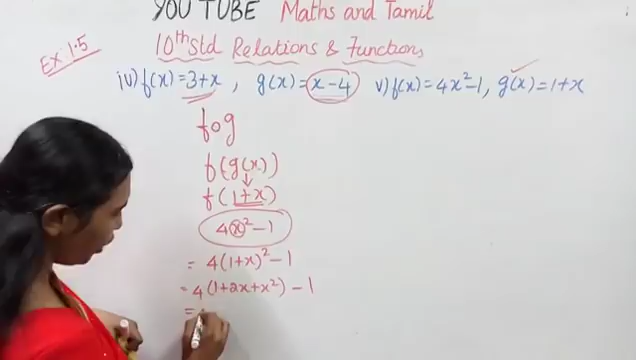 YOU TUBE Maths and Tamil
10th Std Relations & Functions
Ex: 1.5
iv) f(x) = 3+x , g(x) = x-4 v) f(x) = 4x²-1, g(x) = 1+x
fog
f(g(x))
f(1+x)
4(x)²-1
= 4(1+x)²-1
= 4(1+2x+x²)-1
=